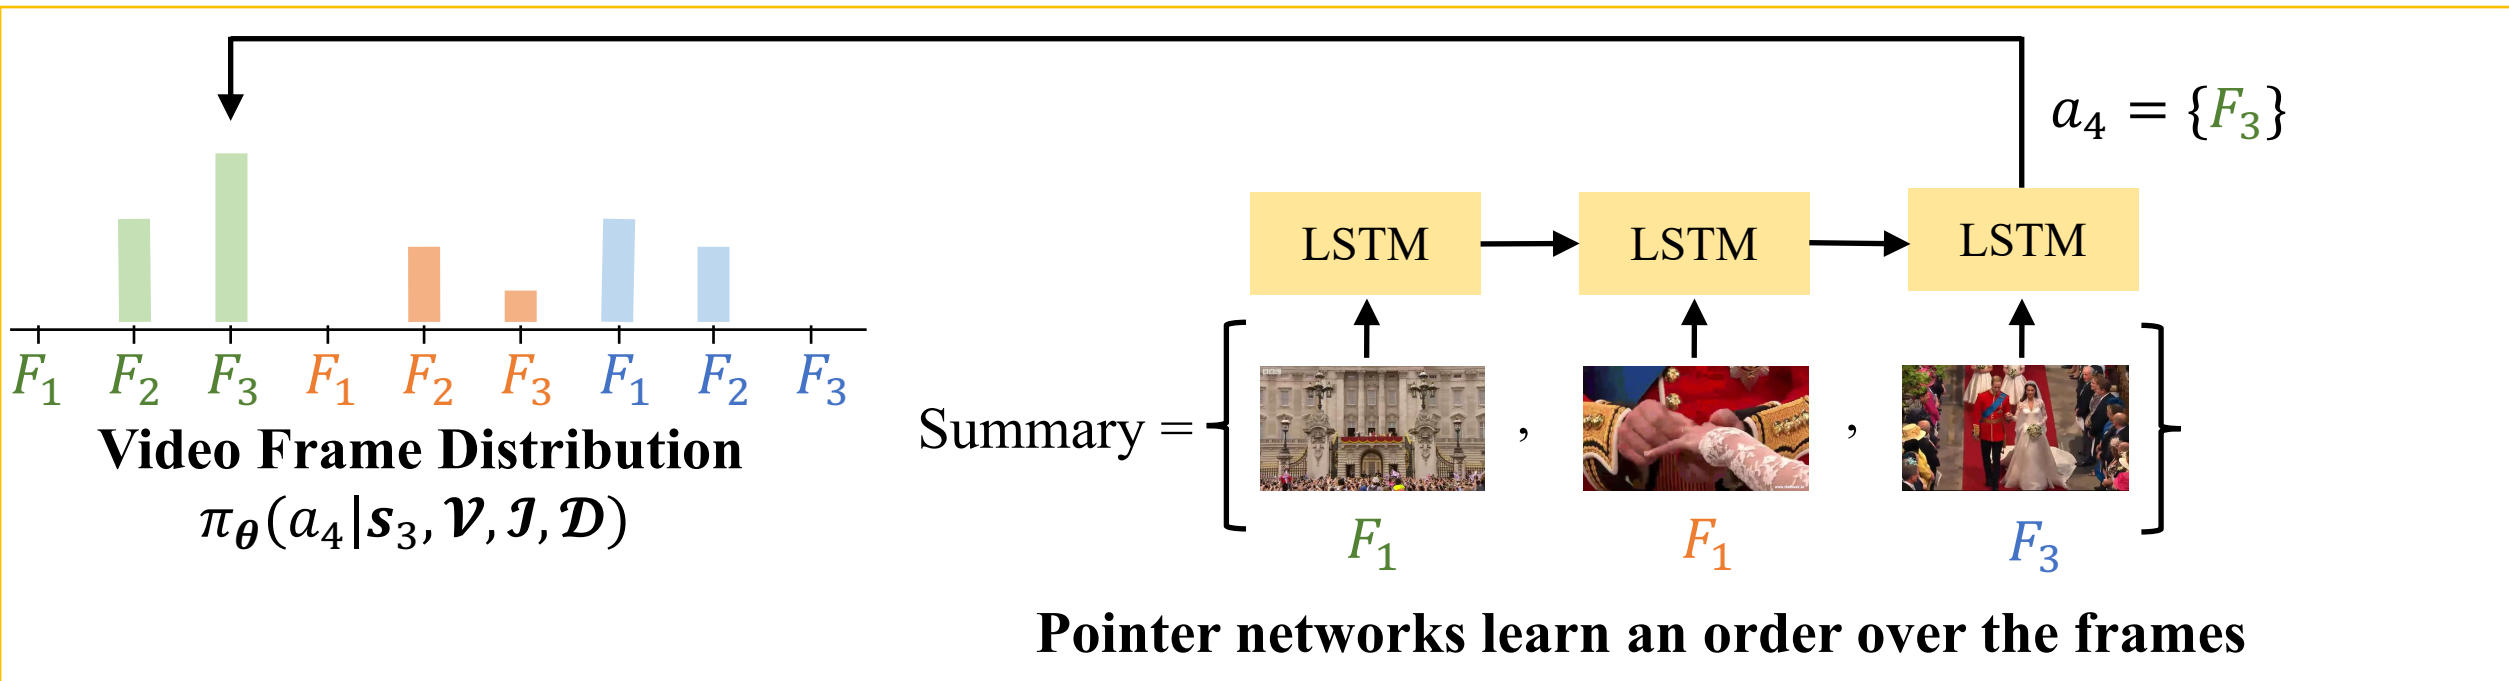 a₄ = {F₃}
LSTM LSTM LSTM
F₁ F₂ F₃ F₁ F₂ F₃ F₁ F₂ F₃
Video Frame Distribution
π_θ(a₄|s₃, 𝓥, 𝓘, 𝓓)
Summary = { , , }
F₁ F₁ F₃
Pointer networks learn an order over the frames